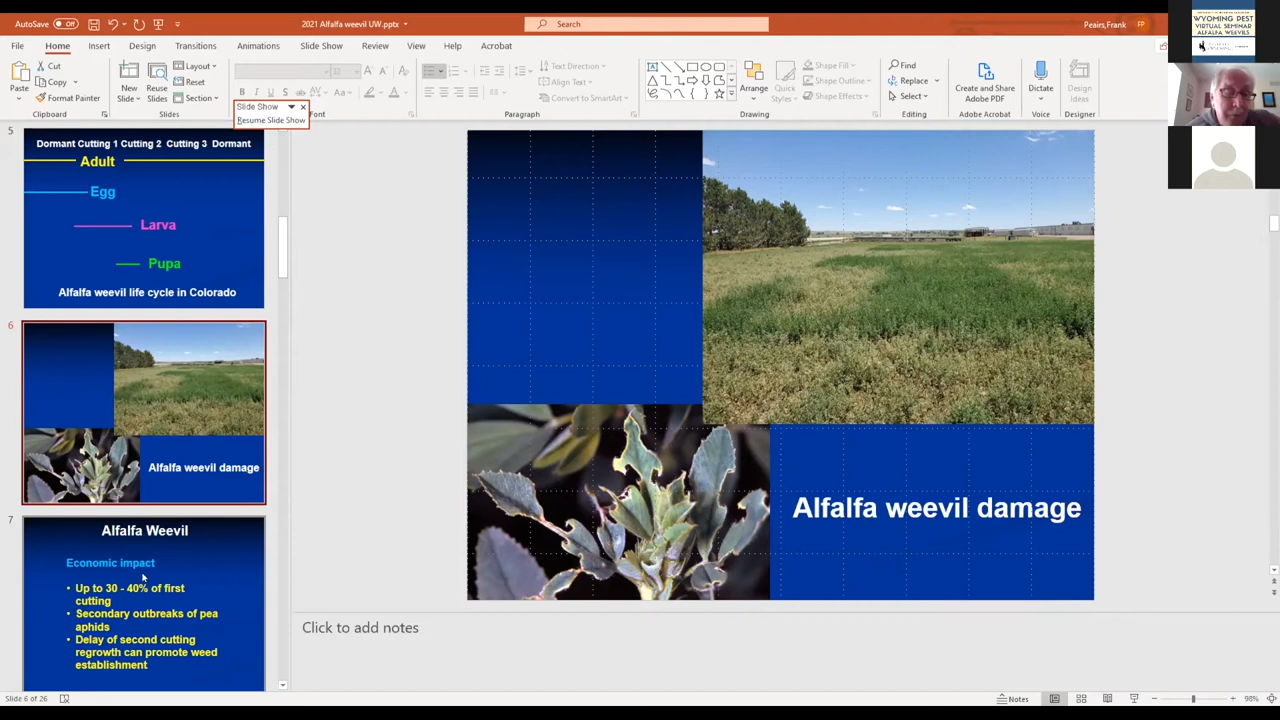 AutoSave Off
2021 Alfalfa weevil UW.pptx
Search
Peairs,Frank FP
File Home Insert Design Transitions Animations Slide Show Review View Help Acrobat
Paste
Cut
Copy
Format Painter
Clipboard
New
Slide
Reuse
Slides
Layout
Reset
Section
Slides
Slide Show
Resume Slide Show
Font
Text Direction
Align Text
Convert to SmartArt
Paragraph
Arrange
Quick
Styles
Shape Fill
Shape Outline
Shape Effects
Drawing
Find
Replace
Select
Editing
Create and Share
Adobe PDF
Adobe Acrobat
Dictate
Voice
Design
Ideas
Designer
WYOMING PEST
VIRTUAL SEMINAR
ALFALFA WEEVILS
5
Dormant Cutting 1 Cutting 2 Cutting 3 Dormant
Adult
Egg
Larva
Pupa
Alfalfa weevil life cycle in Colorado
6
Alfalfa weevil damage
7
Alfalfa Weevil
Economic impact
• Up to 30 - 40% of first
cutting
• Secondary outbreaks of pea
aphids
• Delay of second cutting
regrowth can promote weed
establishment
Alfalfa weevil damage
Click to add notes
Slide 6 of 26
Notes
98%